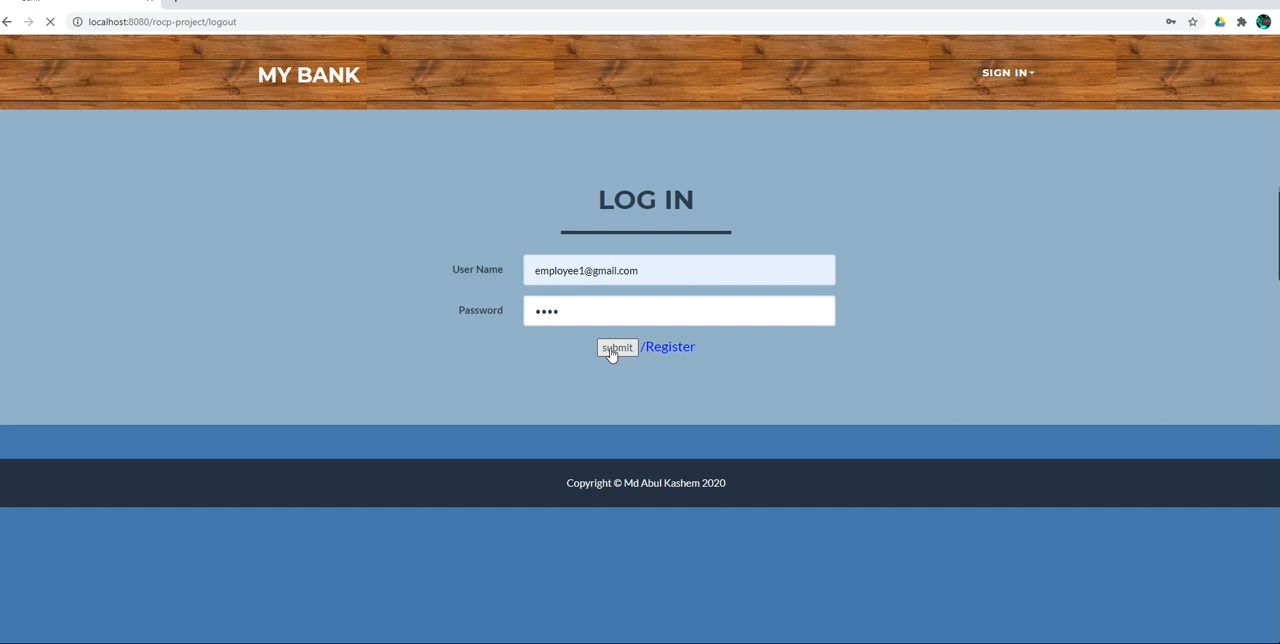 localhost:8080/rocp-project/logout
MY BANK
SIGN IN
LOG IN
User Name
employee1@gmail.com
Password
submit /Register
Copyright © Md Abul Kashem 2020